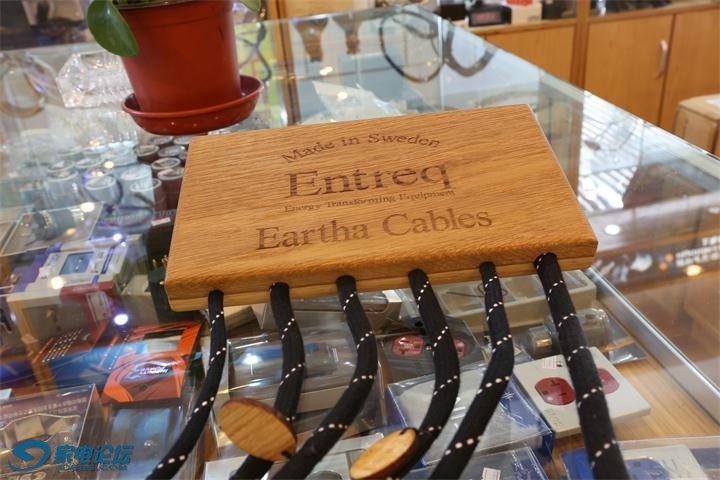 Made in Sweden
Entreq
Energy Transforming Equipment
Eartha Cables
家电论坛